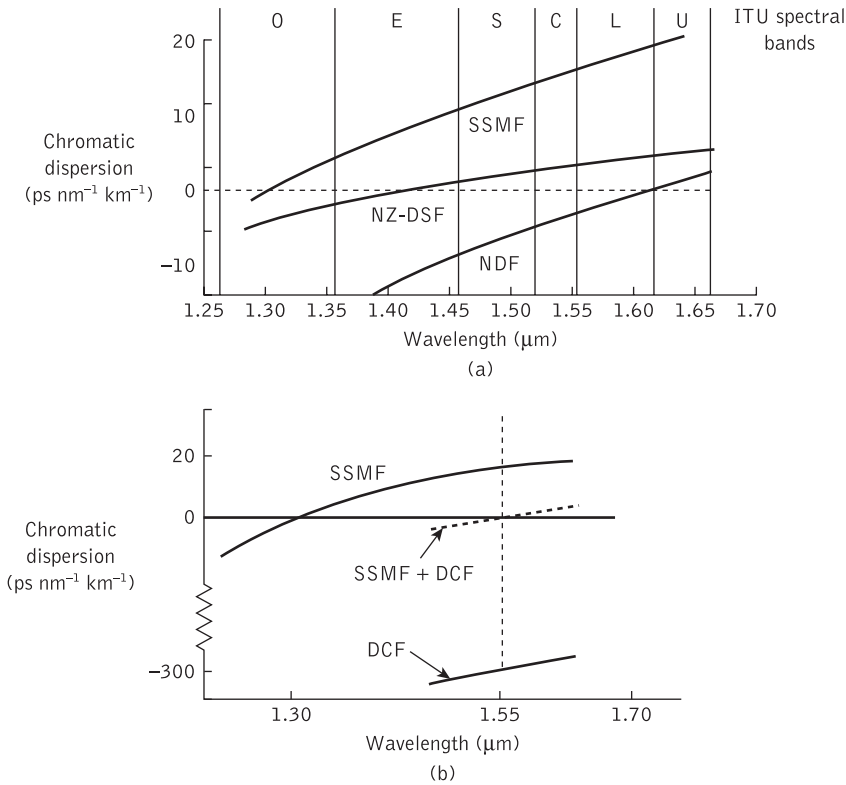 O E S C L U ITU spectral
bands
20
10
0
−10
Chromatic
dispersion
(ps nm⁻¹ km⁻¹)
SSMF
NZ-DSF
NDF
1.25 1.30 1.35 1.40 1.45 1.50 1.55 1.60 1.65 1.70
Wavelength (μm)
(a)
20
0
−300
Chromatic
dispersion
(ps nm⁻¹ km⁻¹)
SSMF
SSMF + DCF
DCF
1.30 1.55 1.70
Wavelength (μm)
(b)